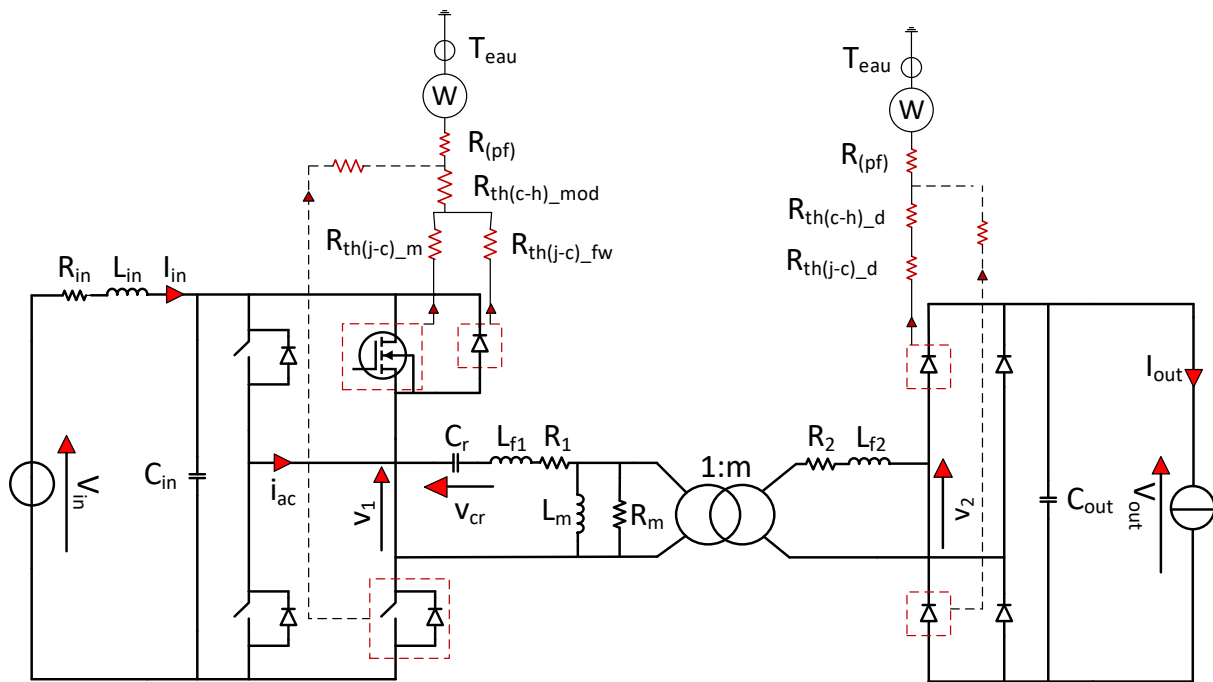 T_eau
W
R_(pf)
R_th(c-h)_mod
R_th(j-c)_m
R_th(j-c)_fw
T_eau
W
R_(pf)
R_th(c-h)_d
R_th(j-c)_d
R_in
L_in
I_in
V_in
C_in
i_ac
v_1
C_r
L_f1
R_1
v_cr
L_m
R_m
1:m
R_2
L_f2
v_2
C_out
V_out
I_out